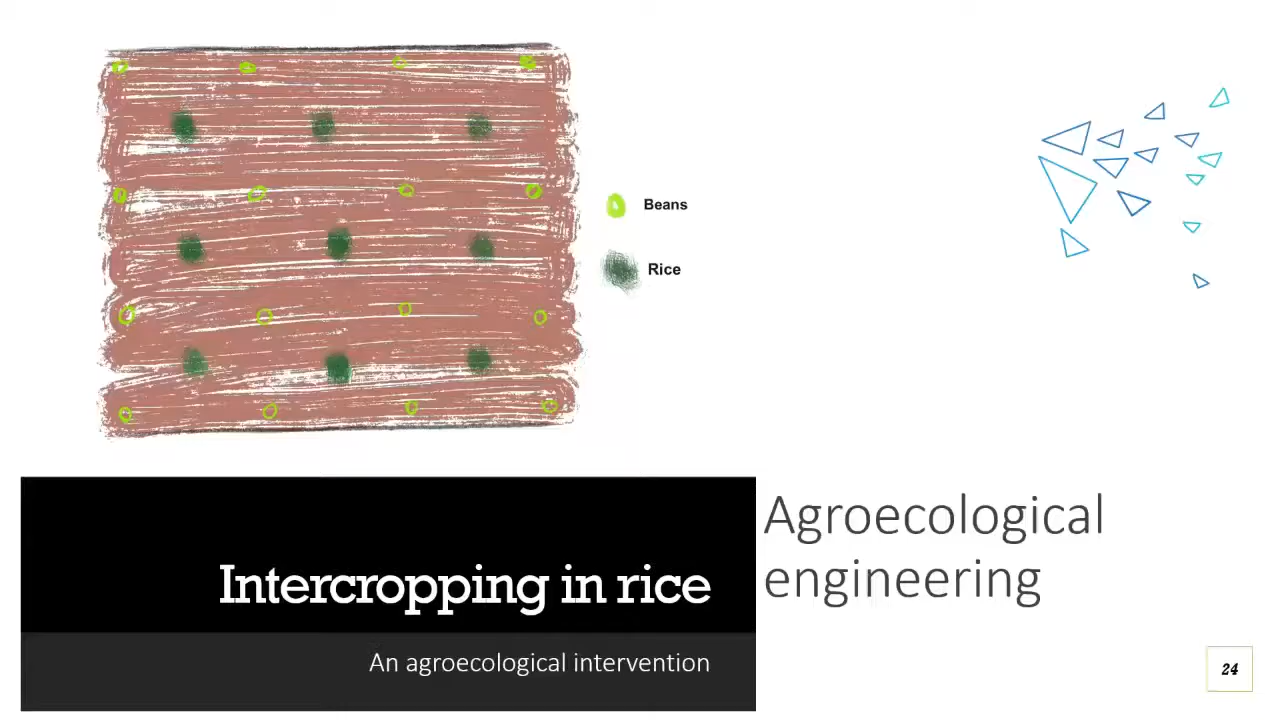 Beans
Rice
Intercropping in rice
An agroecological intervention
Agroecological
engineering
24